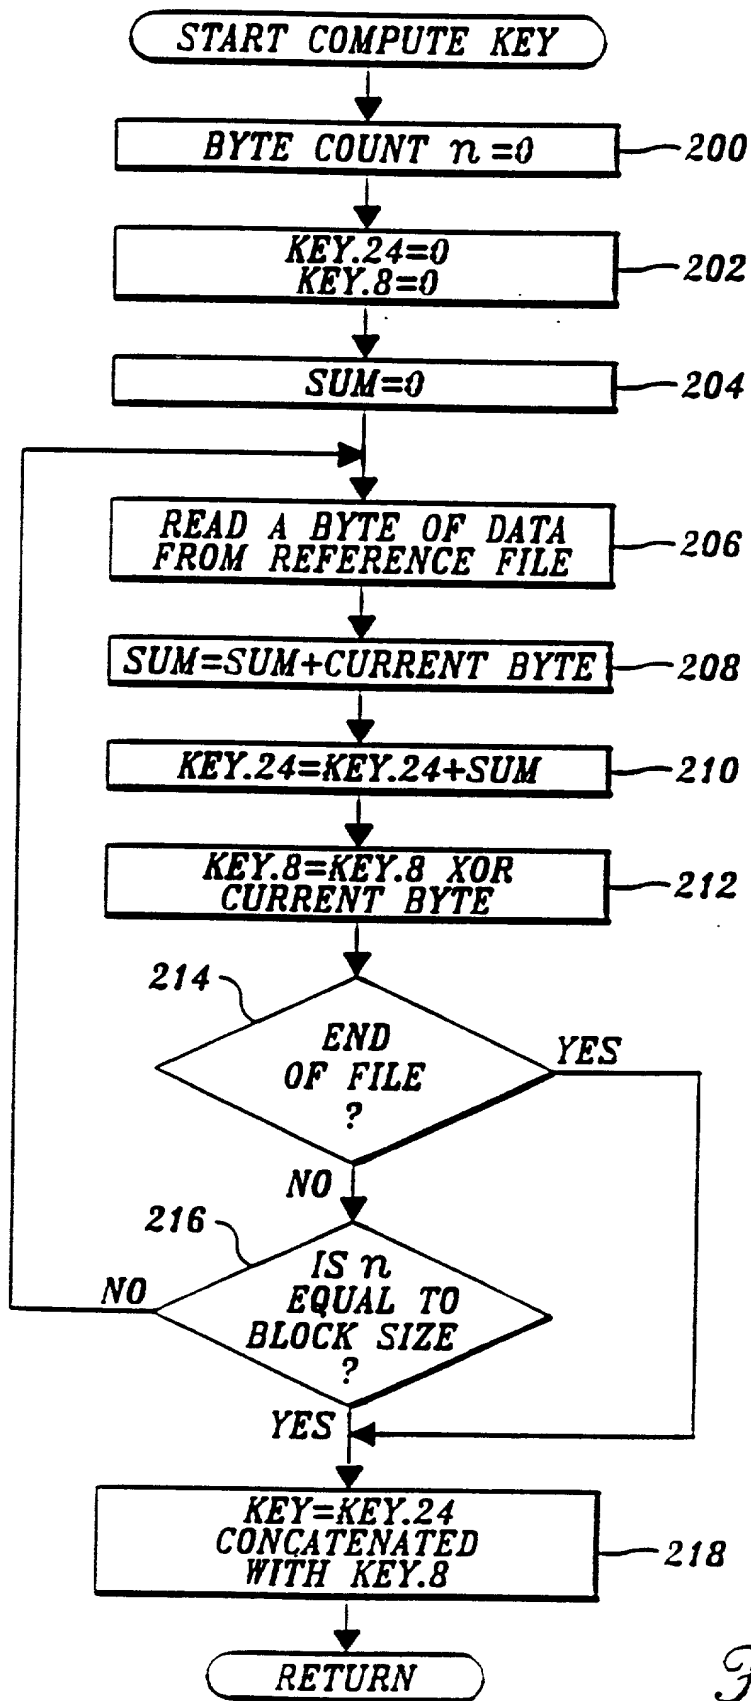 START COMPUTE KEY
BYTE COUNT n=0
200
KEY.24=0
KEY.8=0
202
SUM=0
204
READ A BYTE OF DATA
FROM REFERENCE FILE
206
SUM=SUM+CURRENT BYTE
208
KEY.24=KEY.24+SUM
210
KEY.8=KEY.8 XOR
CURRENT BYTE
212
214
END
OF FILE
?
YES
NO
216
IS n
EQUAL TO
BLOCK SIZE
?
NO
YES
KEY=KEY.24
CONCATENATED
WITH KEY.8
218
RETURN